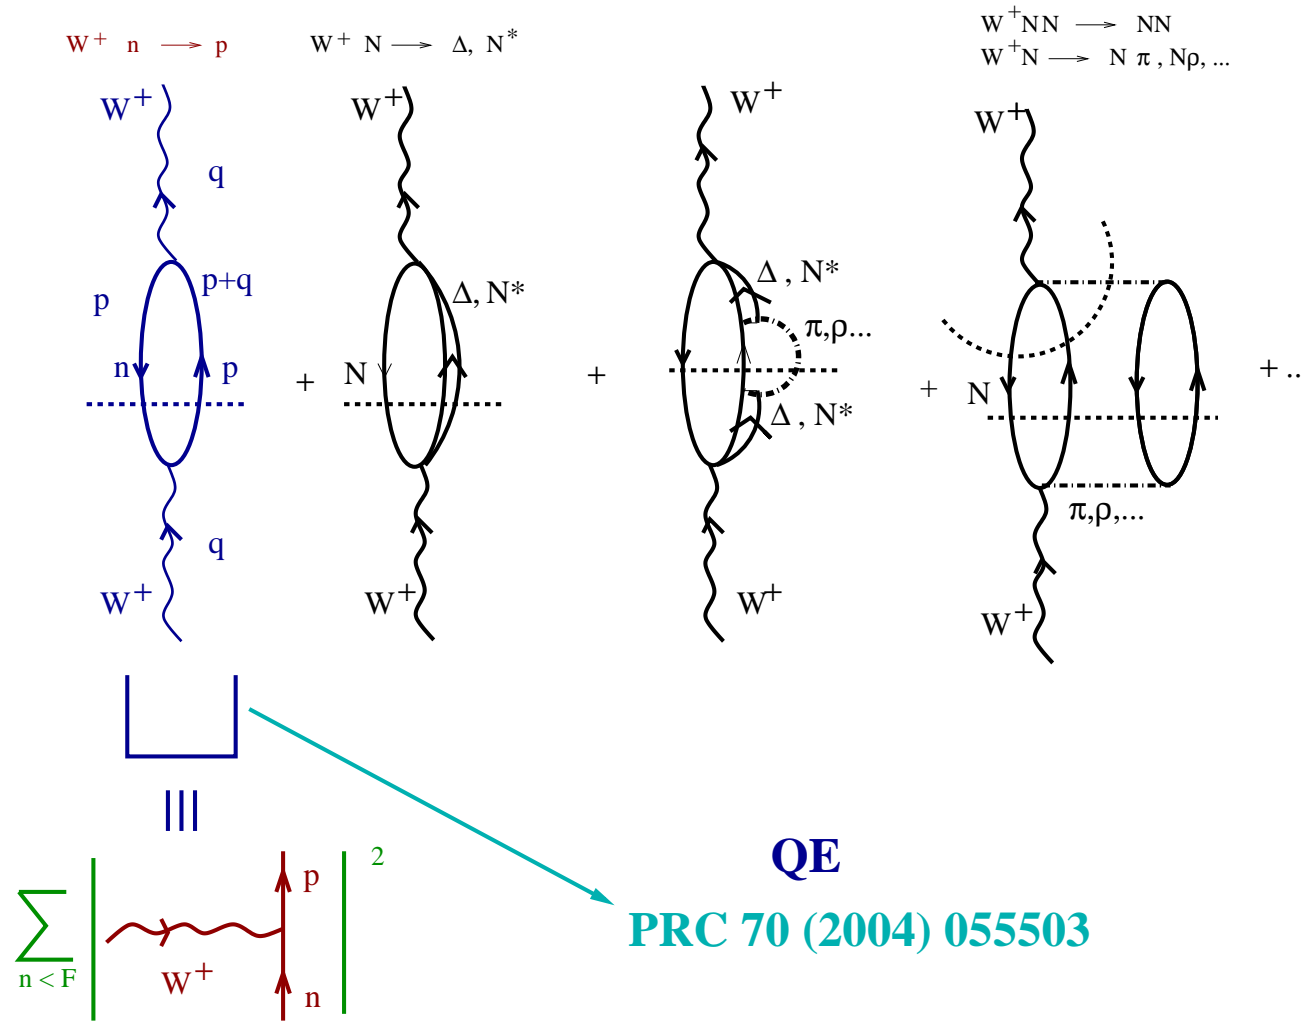 W⁺ n → p
W⁺ N → Δ, N*
W⁺NN → NN
W⁺N → N π , Nρ, ...
W⁺
W⁺
W⁺
W⁺
q
p
p+q
n
p
+
Δ, N*
N
+
Δ , N*
π,ρ...
Δ , N*
+
N
+ ..
π,ρ,...
q
W⁺
W⁺
W⁺
W⁺
QE
PRC 70 (2004) 055503
2
p
∑
n < F
W⁺
n